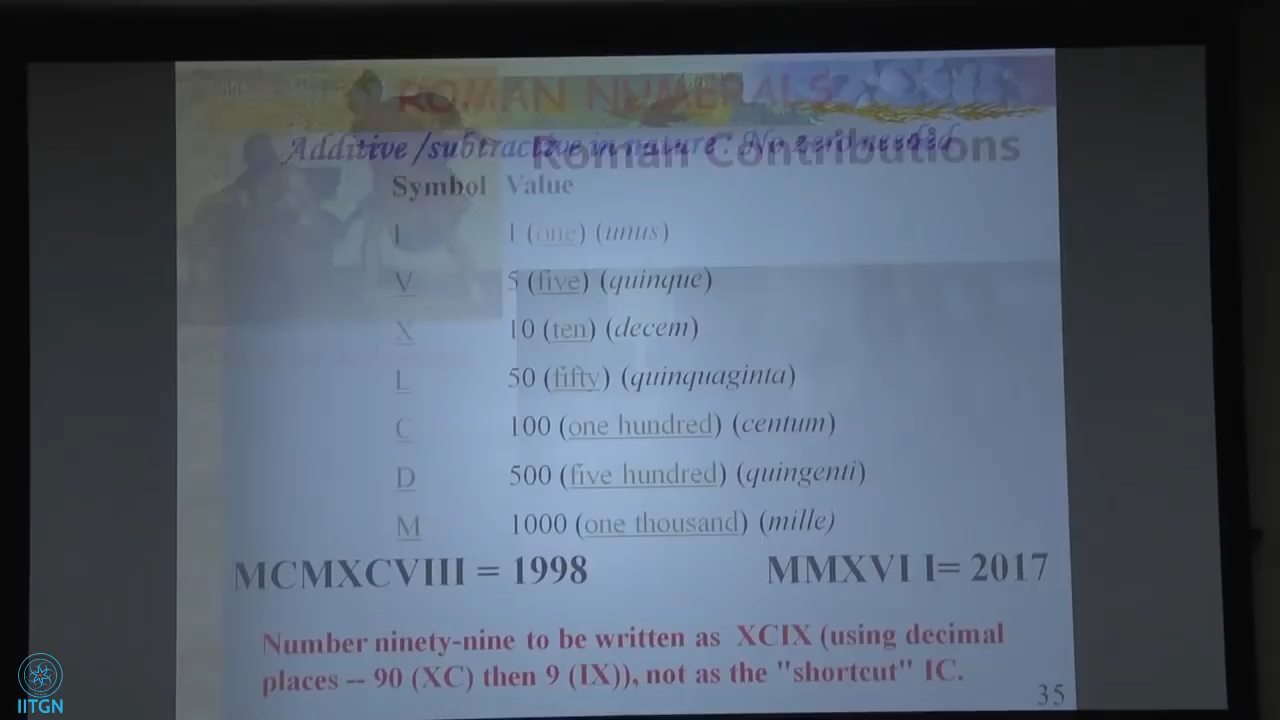 ROMAN NUMERALS
Additive /subtractive in nature. No zero needed
Roman Contributions
Symbol Value
I 1 (one) (unus)
V 5 (five) (quinque)
X 10 (ten) (decem)
L 50 (fifty) (quinquaginta)
C 100 (one hundred) (centum)
D 500 (five hundred) (quingenti)
M 1000 (one thousand) (mille)
MCMXCVIII = 1998 MMXVI I= 2017
Number ninety-nine to be written as XCIX (using decimal
places -- 90 (XC) then 9 (IX)), not as the "shortcut" IC.
35
IITGN